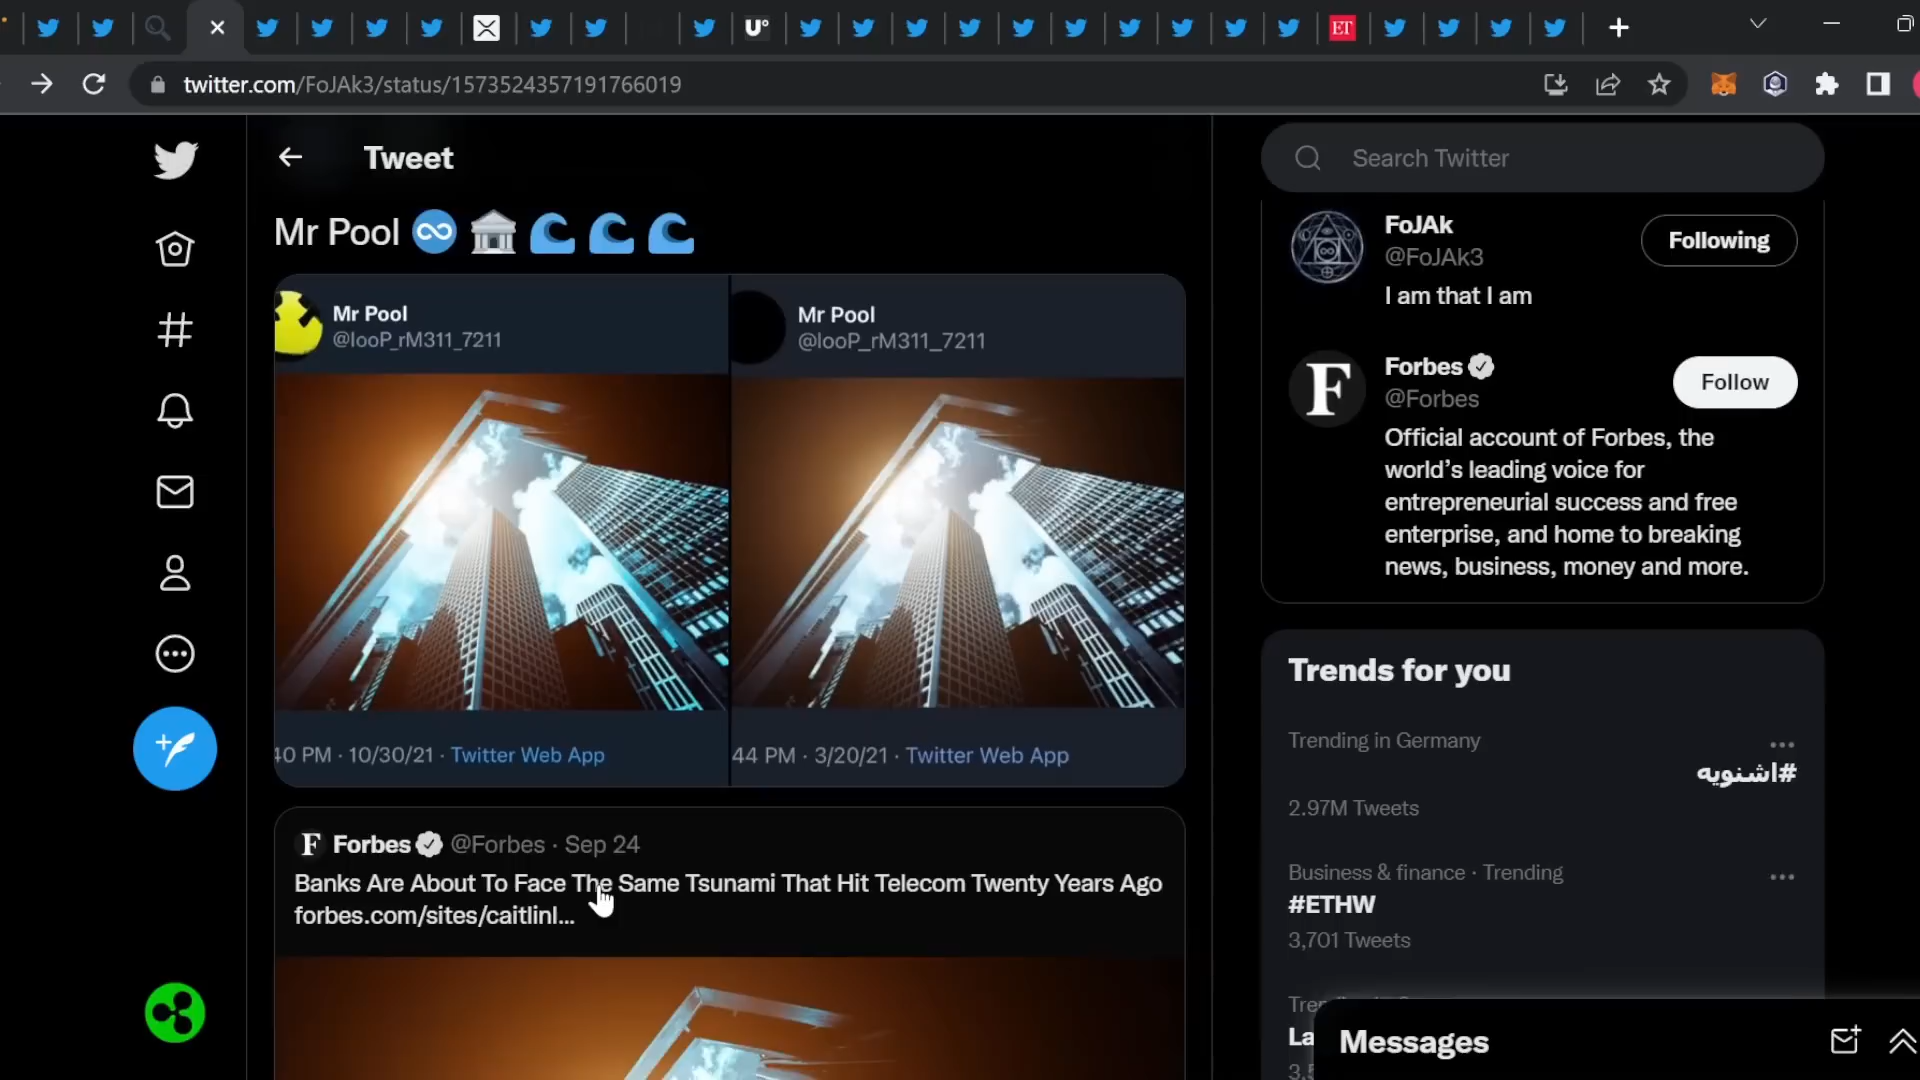 ET
twitter.com/FoJAk3/status/1573524357191766019
Tweet
Mr Pool
Mr Pool
@looP_rM311_7211
40 PM · 10/30/21 · Twitter Web App
Mr Pool
@looP_rM311_7211
44 PM · 3/20/21 · Twitter Web App
F Forbes @Forbes · Sep 24
Banks Are About To Face The Same Tsunami That Hit Telecom Twenty Years Ago
forbes.com/sites/caitlinl...
Search Twitter
FoJAk
@FoJAk3
Following
I am that I am
F
Forbes
@Forbes
Follow
Official account of Forbes, the
world's leading voice for
entrepreneurial success and free
enterprise, and home to breaking
news, business, money and more.
Trends for you
Trending in Germany
#اشنویه
2.97M Tweets
Business & finance · Trending
#ETHW
3,701 Tweets
Messages